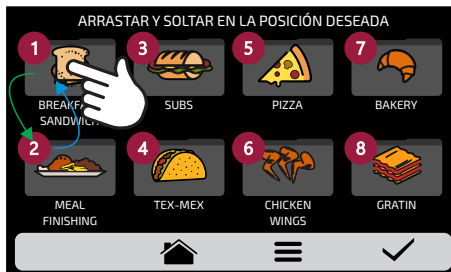 ARRASTAR Y SOLTAR EN LA POSICIÓN DESEADA
1
3
5
7
SANDWICH
SUBS
PIZZA
BAKERY
2
4
6
8
MEAL
FINISHING
TEX-MEX
CHICKEN
WINGS
GRATIN